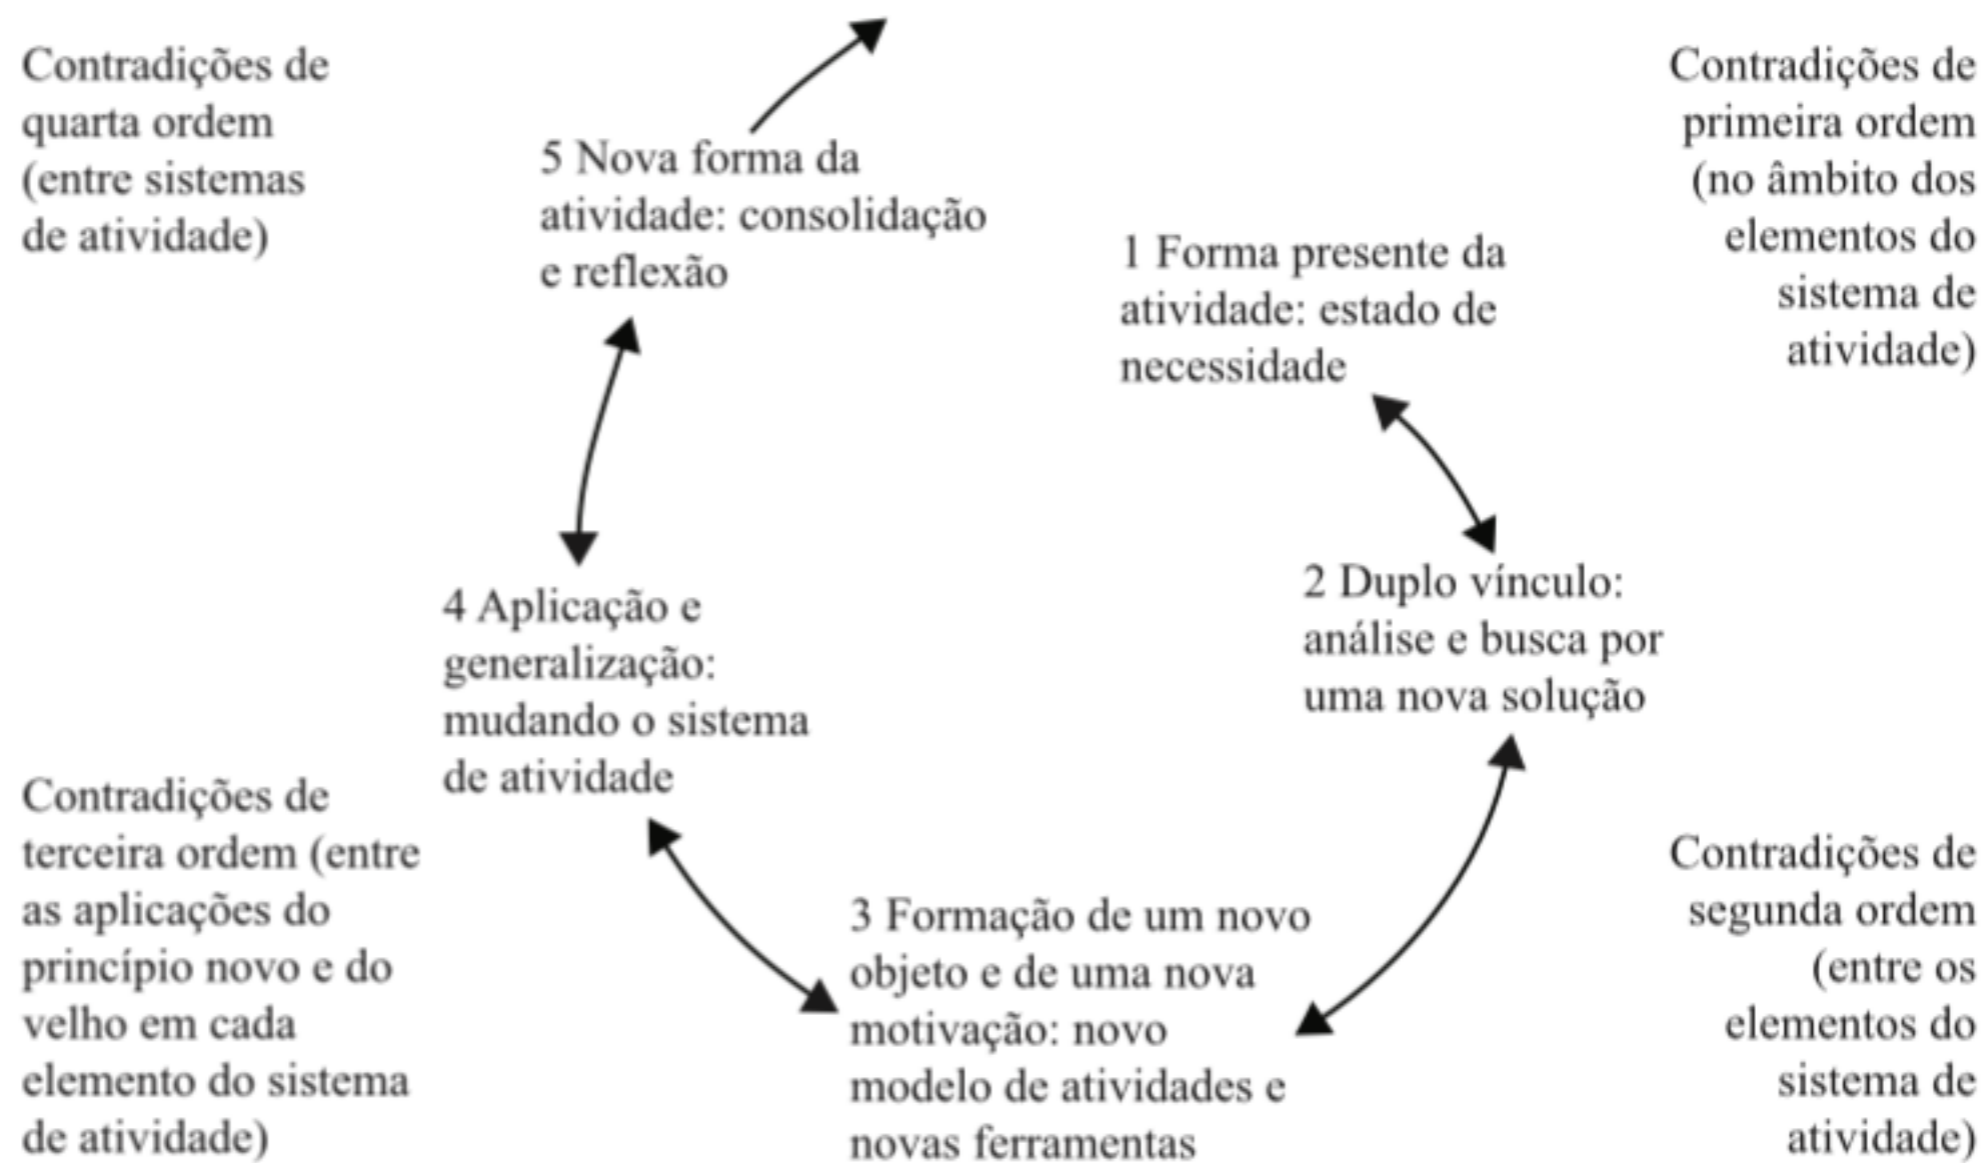 Contradições de
quarta ordem
(entre sistemas
de atividade)
5 Nova forma da
atividade: consolidação
e reflexão
1 Forma presente da
atividade: estado de
necessidade
Contradições de
primeira ordem
(no âmbito dos
elementos do
sistema de
atividade)
2 Duplo vínculo:
análise e busca por
uma nova solução
4 Aplicação e
generalização:
mudando o sistema
de atividade
Contradições de
terceira ordem (entre
as aplicações do
princípio novo e do
velho em cada
elemento do sistema
de atividade)
3 Formação de um novo
objeto e de uma nova
motivação: novo
modelo de atividades e
novas ferramentas
Contradições de
segunda ordem
(entre os
elementos do
sistema de
atividade)